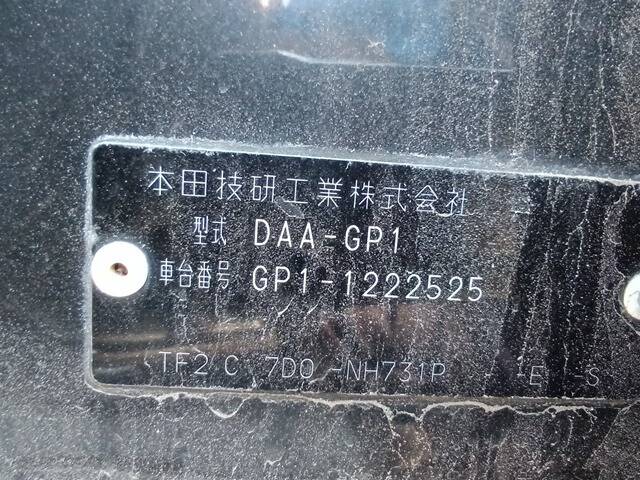 本田技研工業株式会社
型式 DAA-GP1
車台番号 GP1-1222525
TF2 C 7D0 -NH731P - E -S